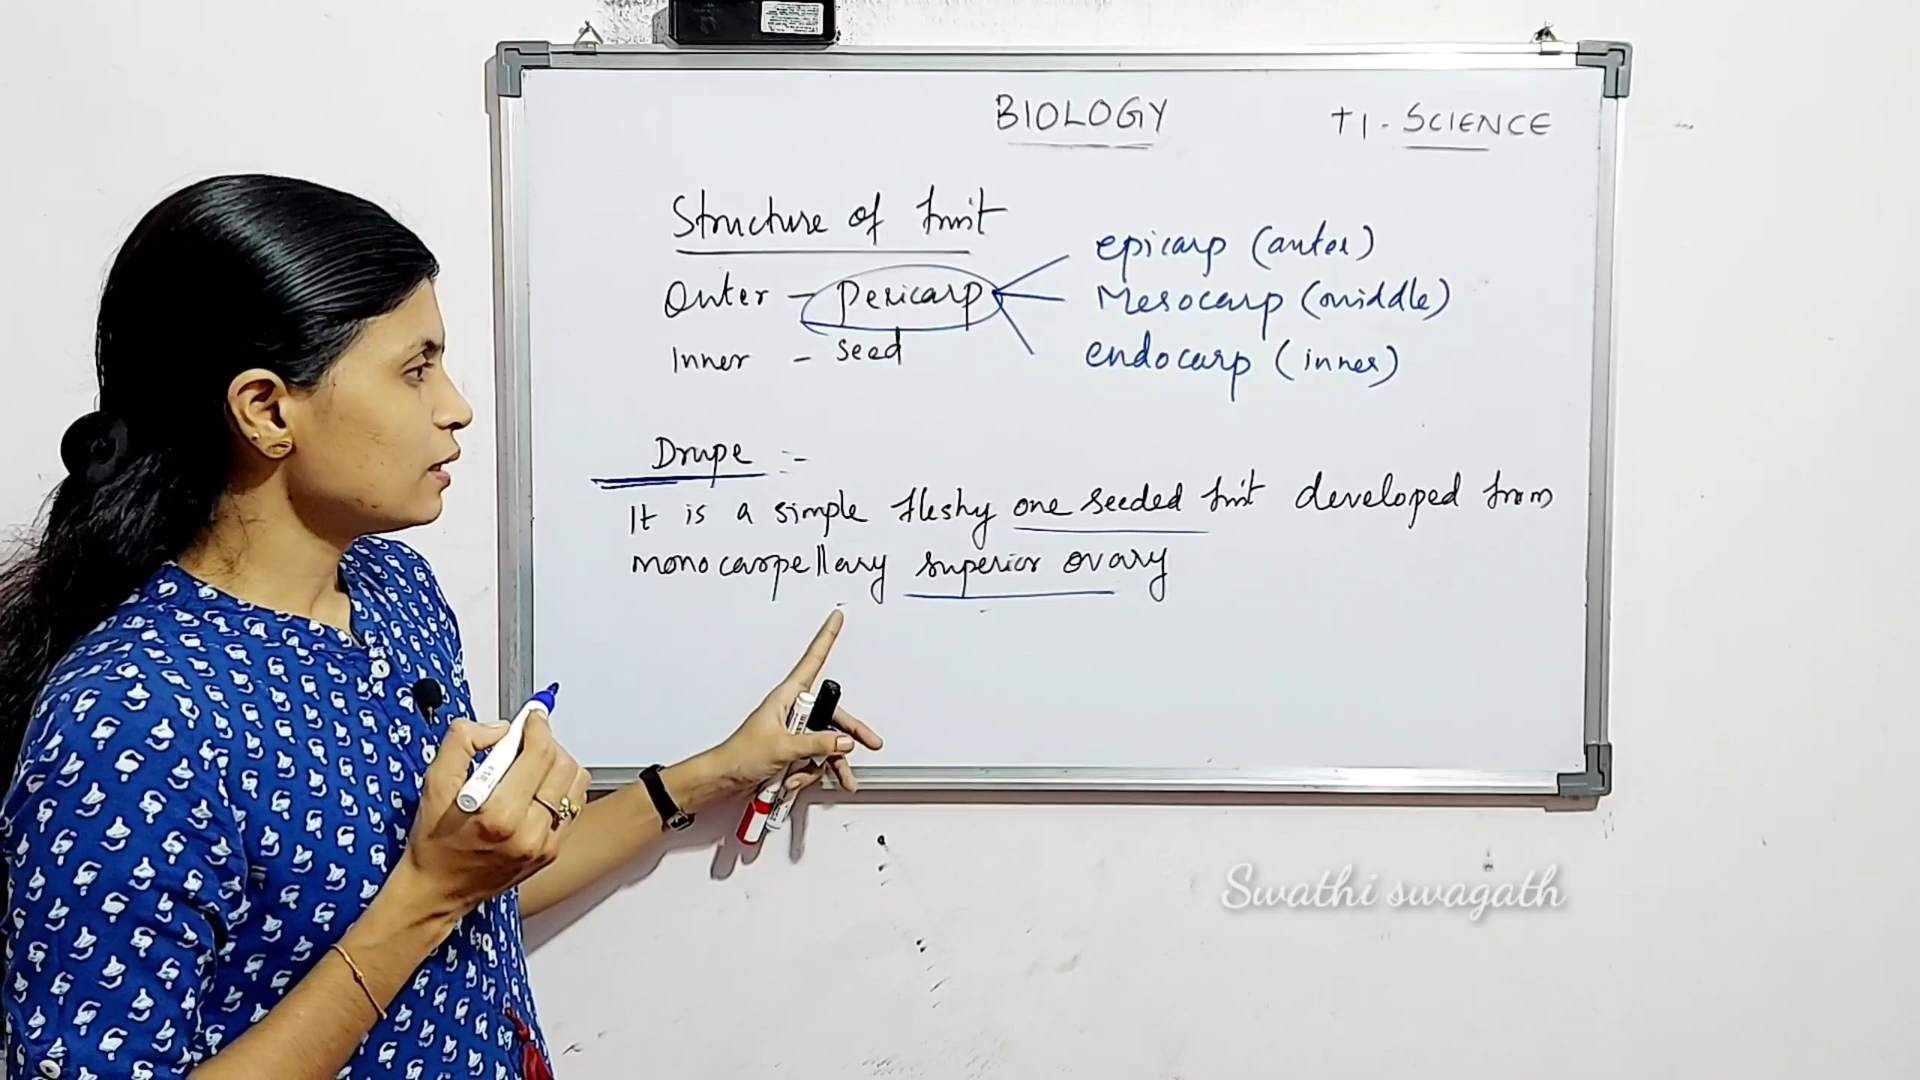 BIOLOGY
+1 - SCIENCE
Structure of fruit
Outer - Pericarp
Inner - seed
epicarp (outer)
Mesocarp (middle)
endocarp (inner)
Drupe :-
It is a simple fleshy one seeded fruit developed from
monocarpellary superior ovary
Swathi swagath